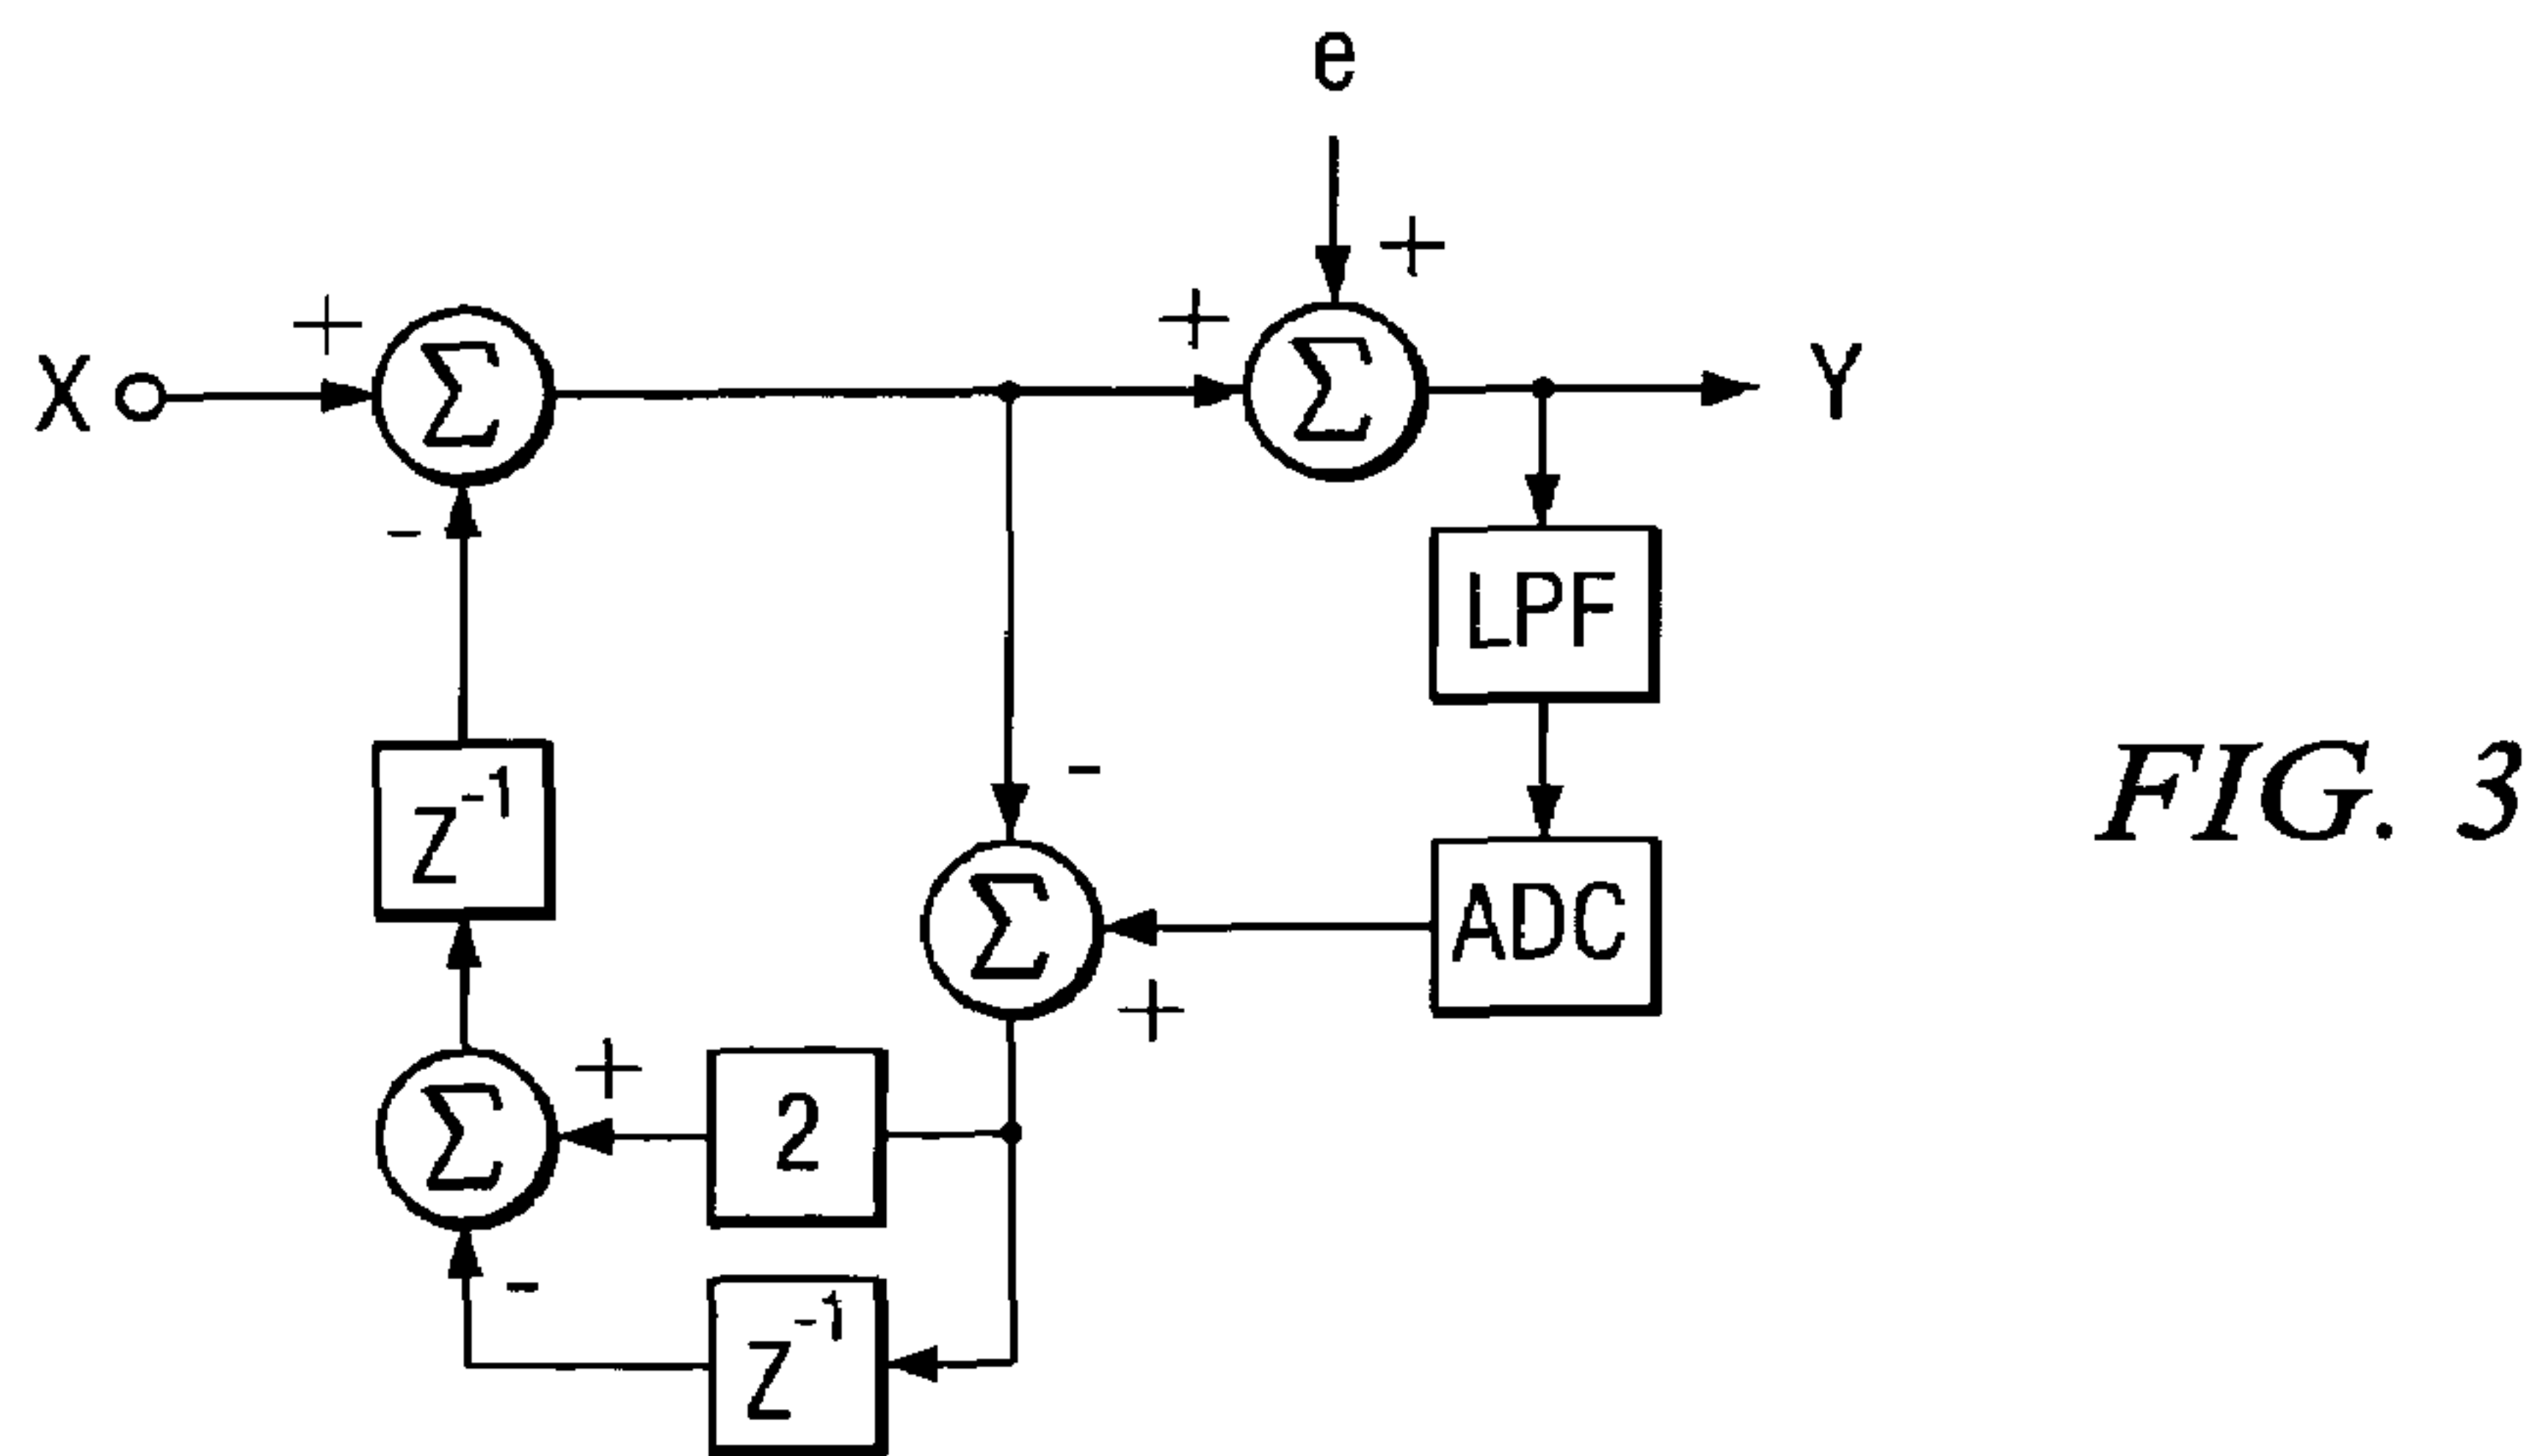 e
+
+ +
X Σ Σ Y
-
LPF
Z-1 -
FIG. 3
Σ ADC
+
+
Σ 2
-
Z-1